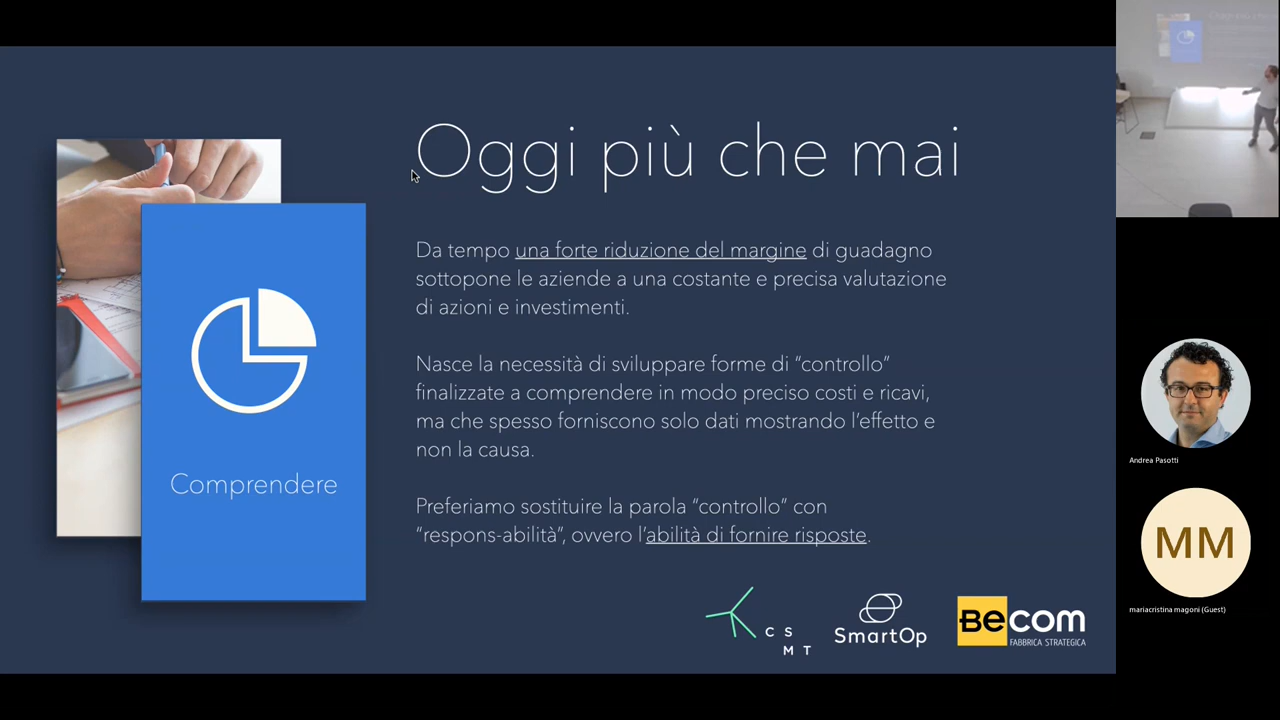 Oggi più che mai
Da tempo una forte riduzione del margine di guadagno
sottopone le aziende a una costante e precisa valutazione
di azioni e investimenti.
Nasce la necessità di sviluppare forme di “controllo”
finalizzate a comprendere in modo preciso costi e ricavi,
ma che spesso forniscono solo dati mostrando l’effetto e
non la causa.
Preferiamo sostituire la parola “controllo” con
“respons-abilità”, ovvero l’abilità di fornire risposte.
Comprendere
CS
MT
SmartOp
BeCOM
FABBRICA STRATEGICA
Andrea Pasotti
MM
mariacristina magoni (Guest)